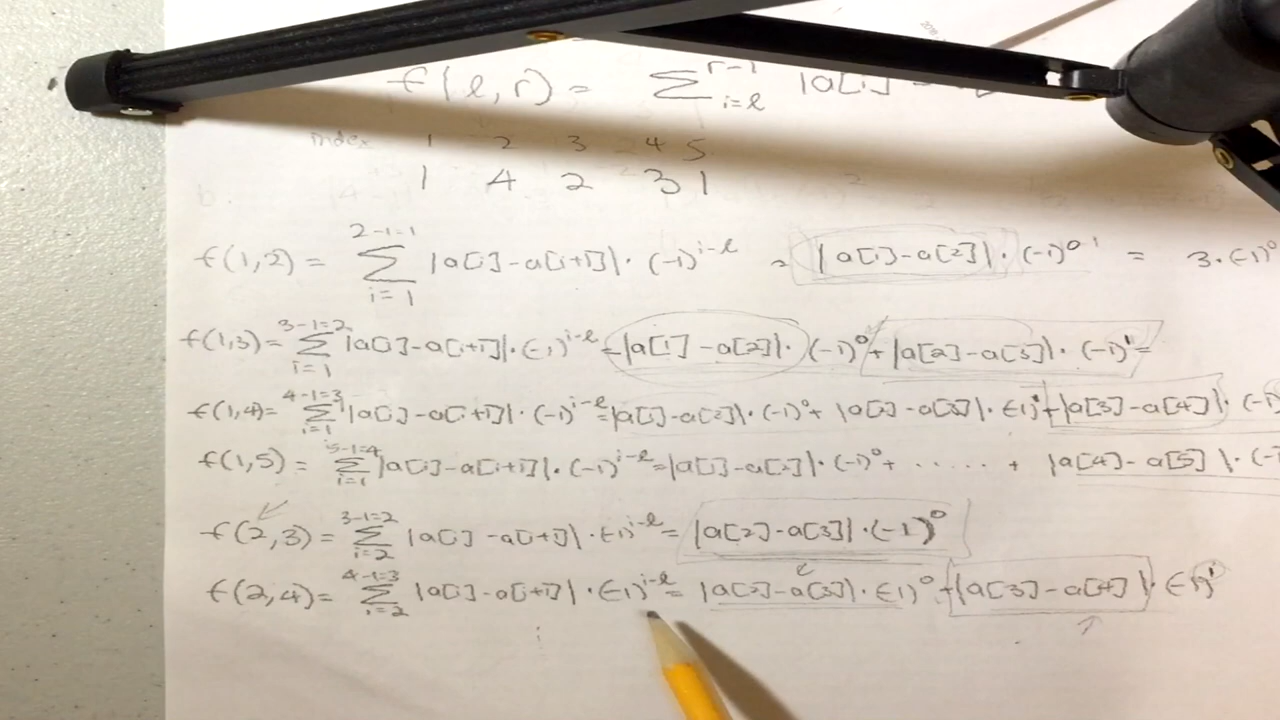 f(l,r) = Σ_{i=l}^{r-1} |a[i] -
index 1 2 3 4 5
1 4 2 3 1
f(1,2) = Σ_{i=1}^{2-1=1} |a[i]-a[i+1]|·(-1)^{i-l} = |a[1]-a[2]|·(-1)^0 = 3·(-1)^0
f(1,3) = Σ_{i=1}^{3-1=2} |a[i]-a[i+1]|·(-1)^{i-l} = |a[1]-a[2]|·(-1)^0 + |a[2]-a[3]|·(-1)^1 =
f(1,4) = Σ_{i=1}^{4-1=3} |a[i]-a[i+1]|·(-1)^{i-l} = |a[1]-a[2]|·(-1)^0 + |a[2]-a[3]|·(-1)^1 + |a[3]-a[4]|·(-1)
f(1,5) = Σ_{i=1}^{5-1=4} |a[i]-a[i+1]|·(-1)^{i-l} = |a[1]-a[2]|·(-1)^0 + ...... + |a[4]-a[5]|·(-1
f(2,3) = Σ_{i=2}^{3-1=2} |a[i]-a[i+1]|·(-1)^{i-l} = |a[2]-a[3]|·(-1)^0
f(2,4) = Σ_{i=2}^{4-1=3} |a[i]-a[i+1]|·(-1)^{i-l} = |a[2]-a[3]|·(-1)^0 + |a[3]-a[4]|·(-1)^1